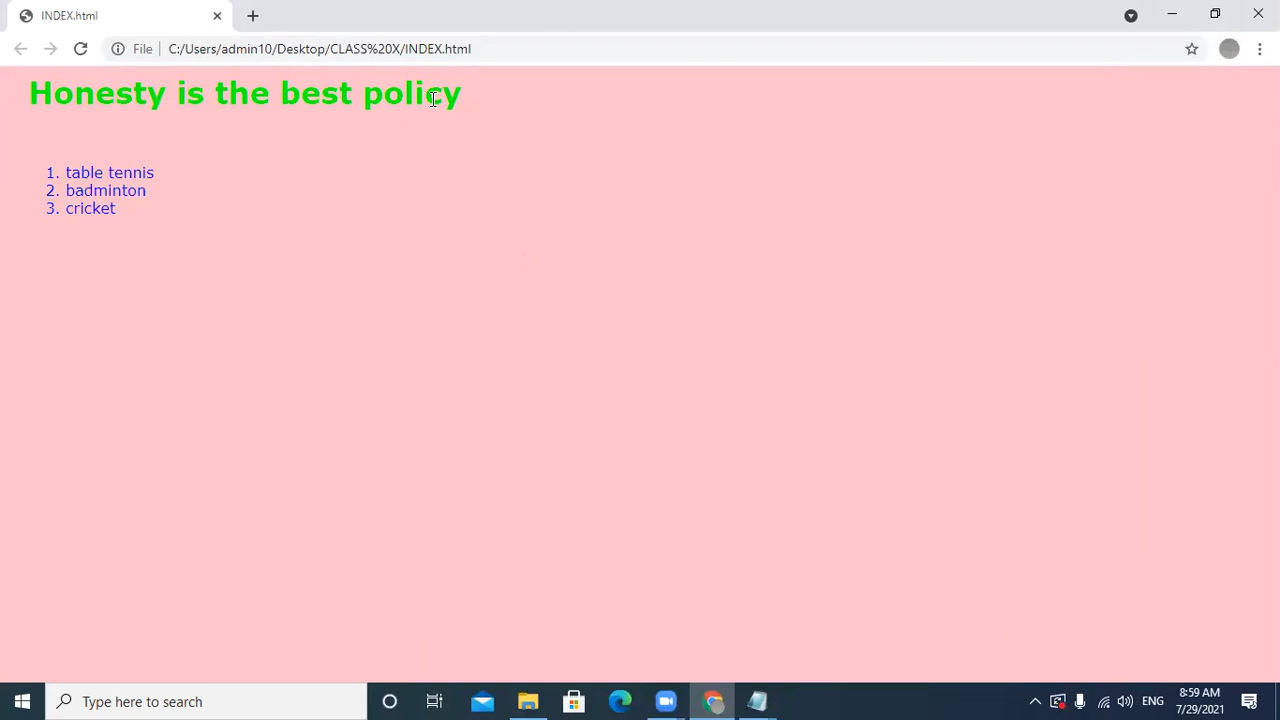 INDEX.html
File
C:/Users/admin10/Desktop/CLASS%20X/INDEX.html
Honesty is the best policy
1. table tennis
2. badminton
3. cricket
Type here to search
ENG
8:59 AM
7/29/2021